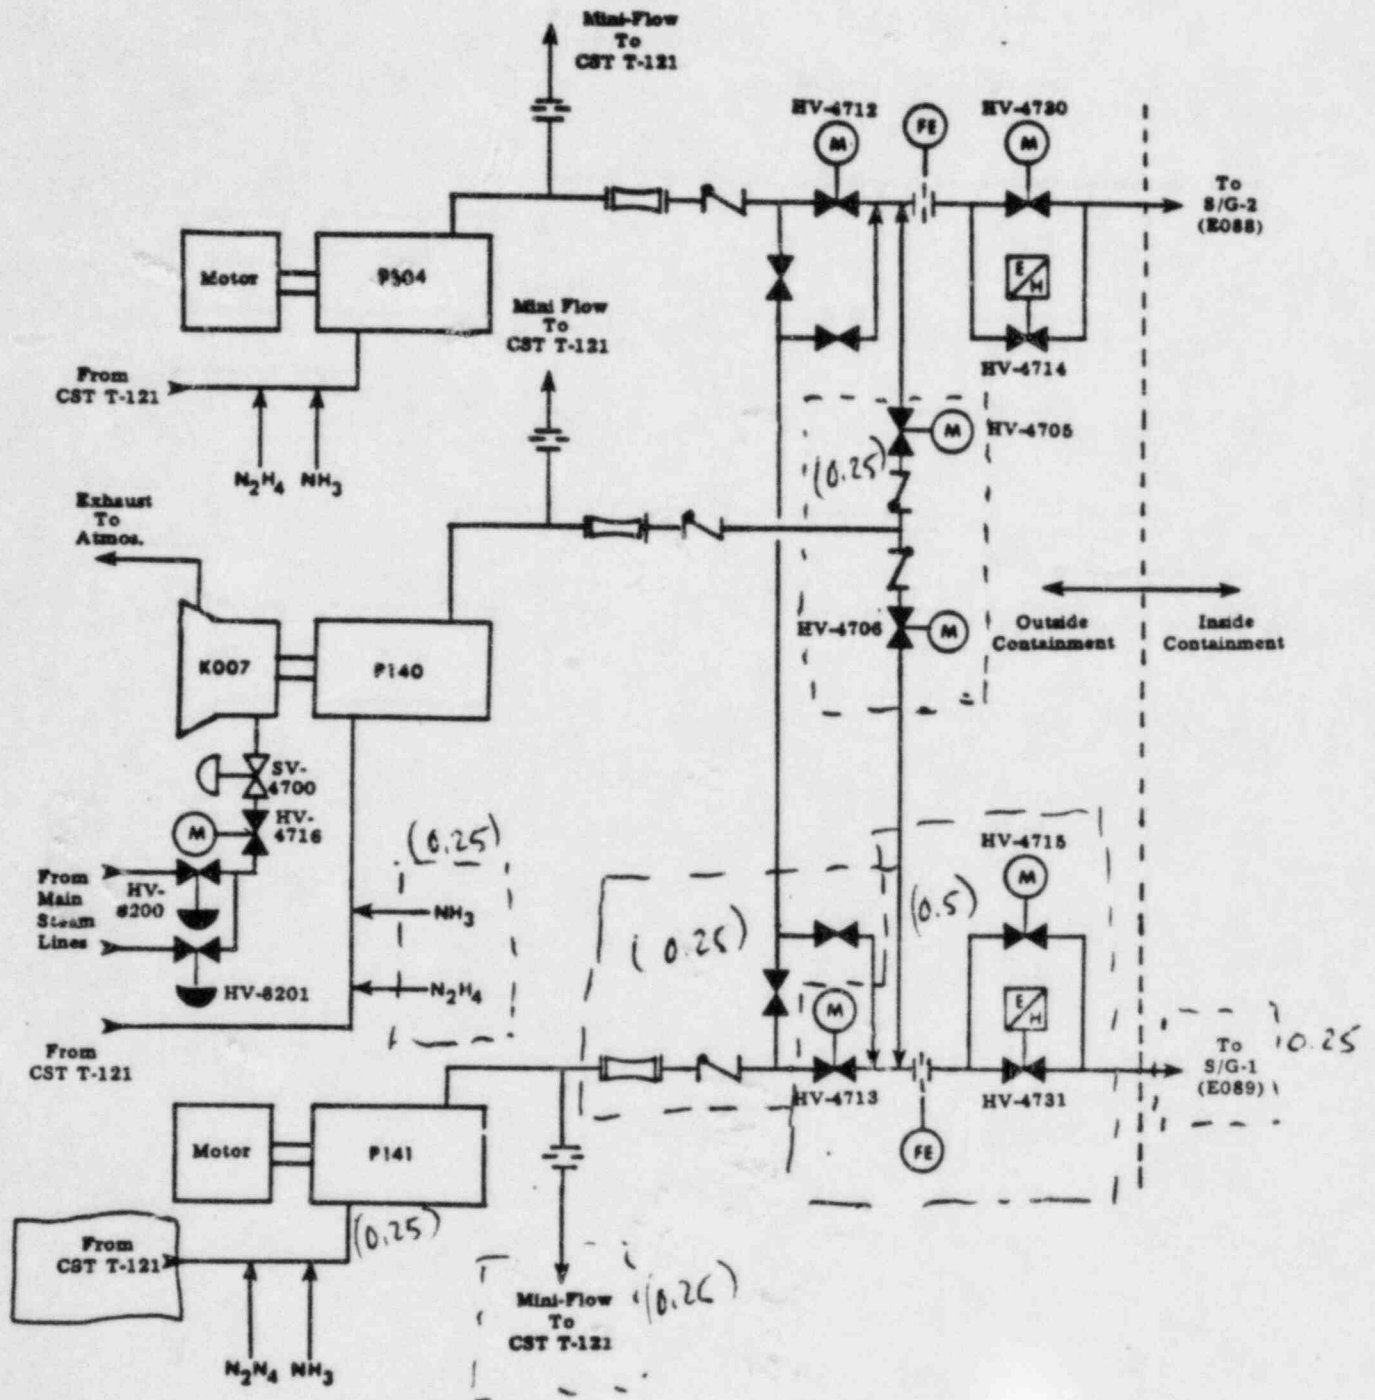 Mini-Flow
To
CST T-121
HV-4712
FE
HV-4730
M
M
To
S/G-2
(E088)
Motor
P504
E/H
Mini Flow
To
CST T-121
HV-4714
From
CST T-121
N2H4
NH3
M
HV-4705
(0.25)
Exhaust
To
Atmos.
K007
P140
HV-4706
M
Outside
Containment
Inside
Containment
SV-
4700
HV-
4716
M
(0.25)
HV-4715
M
From
Main
Steam
Lines
HV-
8200
NH3
(0.25)
(0.5)
HV-8201
N2H4
M
E/H
From
CST T-121
HV-4713
HV-4731
To
S/G-1
(E089)
0.25
Motor
P141
FE
(0.25)
From
CST T-121
Mini-Flow
To
CST T-121
(0.25)
N2N4
NH3